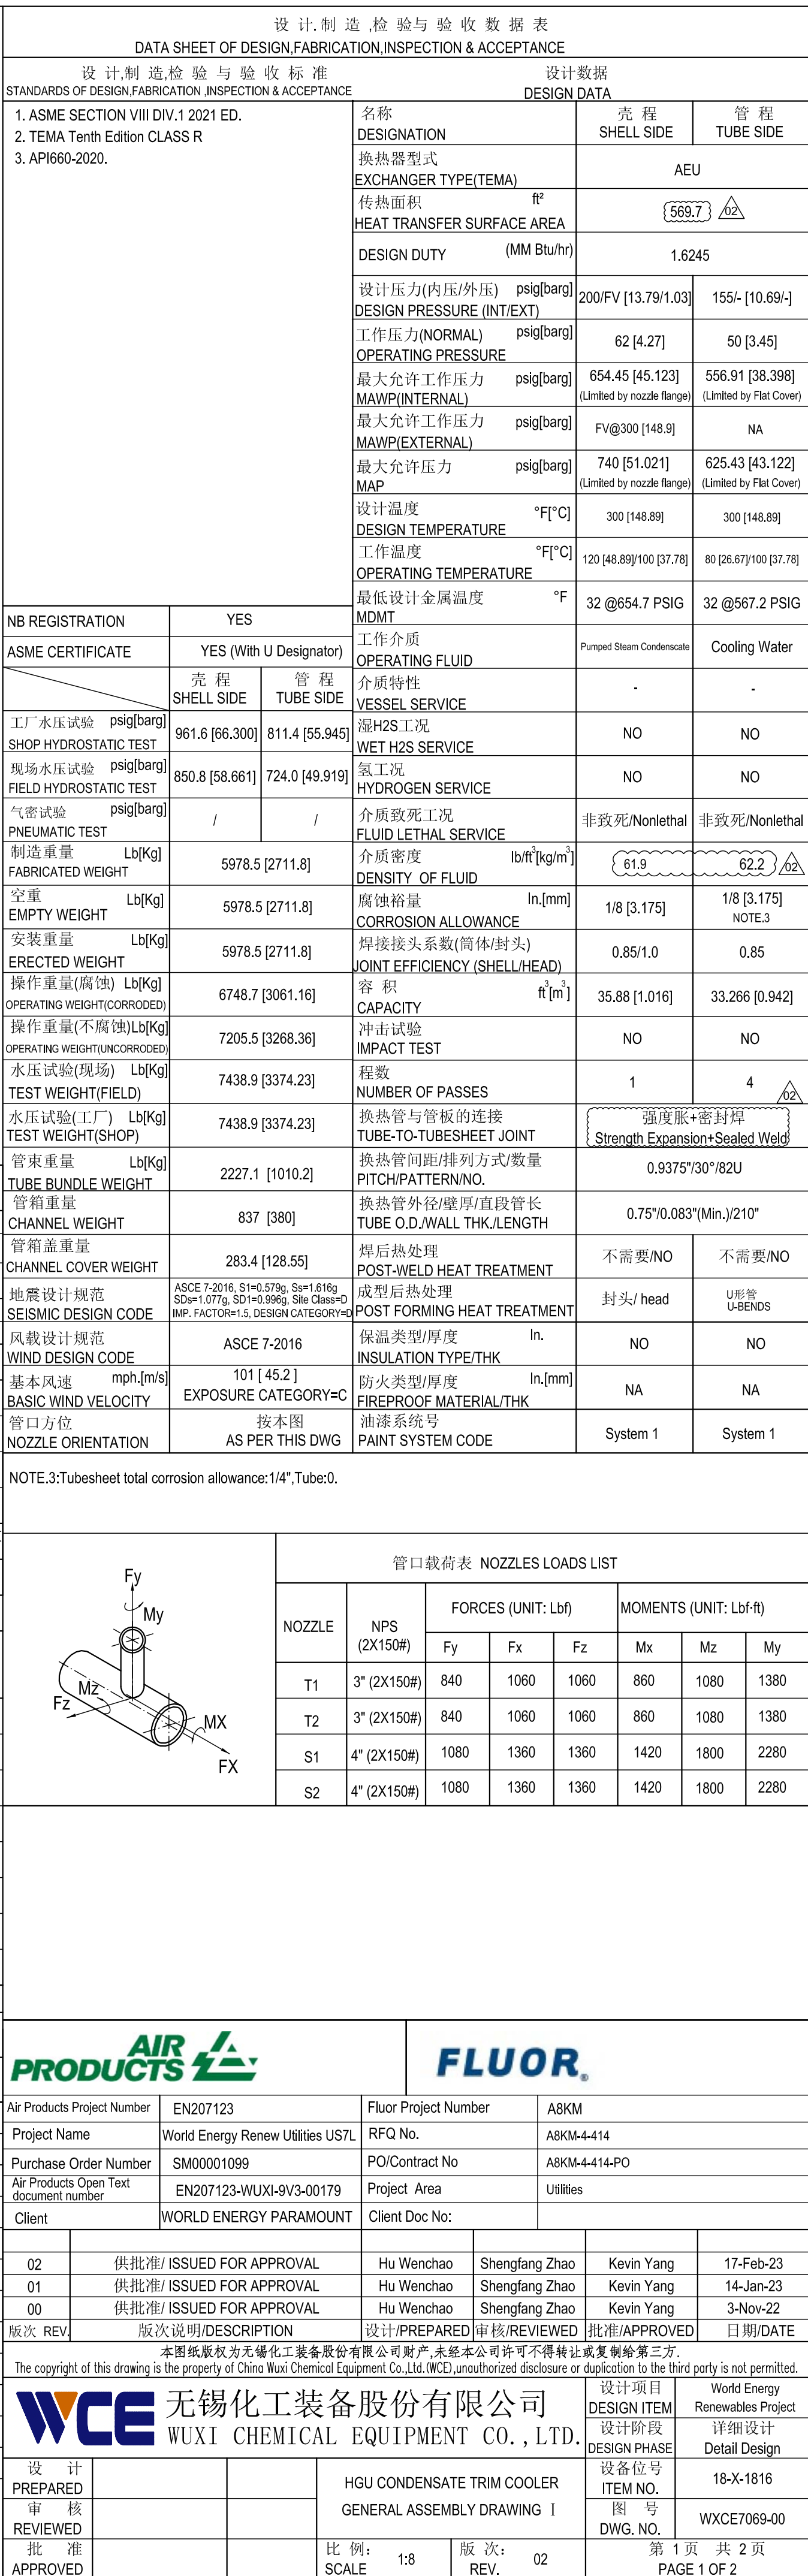 设 计.制 造 ,检 验与 验 收 数 据 表
DATA SHEET OF DESIGN,FABRICATION,INSPECTION & ACCEPTANCE
设 计,制 造,检 验 与 验 收 标 准
STANDARDS OF DESIGN,FABRICATION ,INSPECTION & ACCEPTANCE
设计数据
DESIGN DATA
1. ASME SECTION VIII DIV.1 2021 ED.
2. TEMA Tenth Edition CLASS R
3. API660-2020.
名称 壳 程 管 程
DESIGNATION SHELL SIDE TUBE SIDE
换热器型式
EXCHANGER TYPE(TEMA) AEU
传热面积 ft²
HEAT TRANSFER SURFACE AREA 569.7 02
DESIGN DUTY (MM Btu/hr) 1.6245
设计压力(内压/外压) psig[barg] 200/FV [13.79/1.03] 155/- [10.69/-]
DESIGN PRESSURE (INT/EXT)
工作压力(NORMAL) psig[barg] 62 [4.27] 50 [3.45]
OPERATING PRESSURE
最大允许工作压力 psig[barg] 654.45 [45.123] 556.91 [38.398]
MAWP(INTERNAL) (Limited by nozzle flange) (Limited by Flat Cover)
最大允许工作压力 psig[barg] FV@300 [148.9] NA
MAWP(EXTERNAL)
最大允许压力 psig[barg] 740 [51.021] 625.43 [43.122]
MAP (Limited by nozzle flange) (Limited by Flat Cover)
设计温度 °F[°C] 300 [148.89] 300 [148.89]
DESIGN TEMPERATURE
工作温度 °F[°C] 120 [48.89]/100 [37.78] 80 [26.67]/100 [37.78]
OPERATING TEMPERATURE
最低设计金属温度 °F 32 @654.7 PSIG 32 @567.2 PSIG
MDMT
工作介质 Pumped Steam Condenscate Cooling Water
OPERATING FLUID
介质特性 - -
VESSEL SERVICE
湿H2S工况 NO NO
WET H2S SERVICE
氢工况 NO NO
HYDROGEN SERVICE
介质致死工况 非致死/Nonlethal 非致死/Nonlethal
FLUID LETHAL SERVICE
介质密度 lb/ft³[kg/m³] 61.9 62.2 02
DENSITY OF FLUID
腐蚀裕量 In.[mm] 1/8 [3.175] 1/8 [3.175]
CORROSION ALLOWANCE NOTE.3
焊接接头系数(筒体/封头) 0.85/1.0 0.85
JOINT EFFICIENCY (SHELL/HEAD)
容 积 ft³[m³] 35.88 [1.016] 33.266 [0.942]
CAPACITY
冲击试验 NO NO
IMPACT TEST
程数 1 4 02
NUMBER OF PASSES
换热管与管板的连接 强度胀+密封焊
TUBE-TO-TUBESHEET JOINT Strength Expansion+Sealed Weld
换热管间距/排列方式/数量 0.9375"/30°/82U
PITCH/PATTERN/NO.
换热管外径/壁厚/直段管长 0.75"/0.083"(Min.)/210"
TUBE O.D./WALL THK./LENGTH
焊后热处理 不需要/NO 不需要/NO
POST-WELD HEAT TREATMENT
成型后热处理 封头/ head U形管
POST FORMING HEAT TREATMENT U-BENDS
保温类型/厚度 In. NO NO
INSULATION TYPE/THK
防火类型/厚度 In.[mm] NA NA
FIREPROOF MATERIAL/THK
油漆系统号 System 1 System 1
PAINT SYSTEM CODE
NB REGISTRATION YES
ASME CERTIFICATE YES (With U Designator)
壳 程 管 程
SHELL SIDE TUBE SIDE
工厂水压试验 psig[barg] 961.6 [66.300] 811.4 [55.945]
SHOP HYDROSTATIC TEST
现场水压试验 psig[barg] 850.8 [58.661] 724.0 [49.919]
FIELD HYDROSTATIC TEST
气密试验 psig[barg] / /
PNEUMATIC TEST
制造重量 Lb[Kg] 5978.5 [2711.8]
FABRICATED WEIGHT
空重 Lb[Kg] 5978.5 [2711.8]
EMPTY WEIGHT
安装重量 Lb[Kg] 5978.5 [2711.8]
ERECTED WEIGHT
操作重量(腐蚀) Lb[Kg] 6748.7 [3061.16]
OPERATING WEIGHT(CORRODED)
操作重量(不腐蚀)Lb[Kg] 7205.5 [3268.36]
OPERATING WEIGHT(UNCORRODED)
水压试验(现场) Lb[Kg] 7438.9 [3374.23]
TEST WEIGHT(FIELD)
水压试验(工厂) Lb[Kg] 7438.9 [3374.23]
TEST WEIGHT(SHOP)
管束重量 Lb[Kg] 2227.1 [1010.2]
TUBE BUNDLE WEIGHT
管箱重量 837 [380]
CHANNEL WEIGHT
管箱盖重量 283.4 [128.55]
CHANNEL COVER WEIGHT
地震设计规范 ASCE 7-2016, S1=0.579g, Ss=1.616g
SDs=1.077g, SD1=0.996g, Site Class=D
SEISMIC DESIGN CODE IMP. FACTOR=1.5, DESIGN CATEGORY=D
风载设计规范 ASCE 7-2016
WIND DESIGN CODE
基本风速 mph.[m/s] 101 [ 45.2 ]
BASIC WIND VELOCITY EXPOSURE CATEGORY=C
管口方位 按本图
NOZZLE ORIENTATION AS PER THIS DWG
NOTE.3:Tubesheet total corrosion allowance:1/4",Tube:0.
Fy
My
Mz
Fz
MX
FX
管口载荷表 NOZZLES LOADS LIST
NOZZLE NPS (2X150#) FORCES (UNIT: Lbf) MOMENTS (UNIT: Lbf·ft)
Fy Fx Fz Mx Mz My
T1 3" (2X150#) 840 1060 1060 860 1080 1380
T2 3" (2X150#) 840 1060 1060 860 1080 1380
S1 4" (2X150#) 1080 1360 1360 1420 1800 2280
S2 4" (2X150#) 1080 1360 1360 1420 1800 2280
AIR
PRODUCTS
FLUOR®
Air Products Project Number EN207123 Fluor Project Number A8KM
Project Name World Energy Renew Utilities US7L RFQ No. A8KM-4-414
Purchase Order Number SM00001099 PO/Contract No A8KM-4-414-PO
Air Products Open Text
document number EN207123-WUXI-9V3-00179 Project Area Utilities
Client WORLD ENERGY PARAMOUNT Client Doc No:
02 供批准/ ISSUED FOR APPROVAL Hu Wenchao Shengfang Zhao Kevin Yang 17-Feb-23
01 供批准/ ISSUED FOR APPROVAL Hu Wenchao Shengfang Zhao Kevin Yang 14-Jan-23
00 供批准/ ISSUED FOR APPROVAL Hu Wenchao Shengfang Zhao Kevin Yang 3-Nov-22
版次 REV. 版次说明/DESCRIPTION 设计/PREPARED 审核/REVIEWED 批准/APPROVED 日期/DATE
本图纸版权为无锡化工装备股份有限公司财产,未经本公司许可不得转让或复制给第三方.
The copyright of this drawing is the property of China Wuxi Chemical Equipment Co.,Ltd.(WCE),unauthorized disclosure or duplication to the third party is not permitted.
WCE 无锡化工装备股份有限公司
WUXI CHEMICAL EQUIPMENT CO.,LTD.
设计项目 World Energy
DESIGN ITEM Renewables Project
设计阶段 详细设计
DESIGN PHASE Detail Design
设 计
PREPARED
审 核
REVIEWED
批 准
APPROVED
HGU CONDENSATE TRIM COOLER
GENERAL ASSEMBLY DRAWING Ⅰ
设备位号 18-X-1816
ITEM NO.
图 号 WXCE7069-00
DWG. NO.
比 例: 1:8 版 次: 02 第 1页 共 2页
SCALE REV. PAGE 1 OF 2